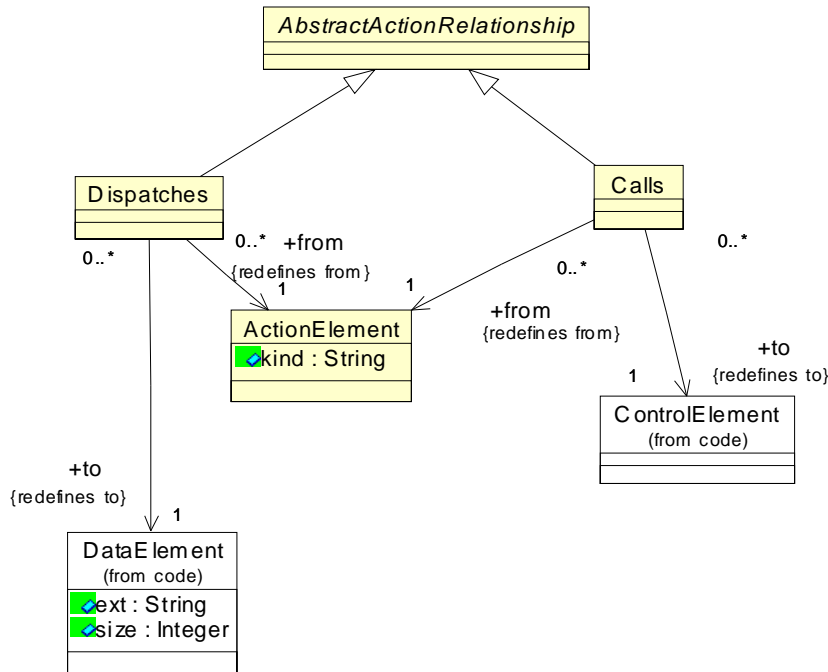 AbstractActionRelationship
Dispatches
Calls
0..*
0..*
+from
{redefines from}
1
1
0..*
0..*
+from
{redefines from}
ActionElement
kind : String
+to
{redefines to}
1
ControlElement
(from code)
+to
{redefines to}
1
DataElement
(from code)
ext : String
size : Integer